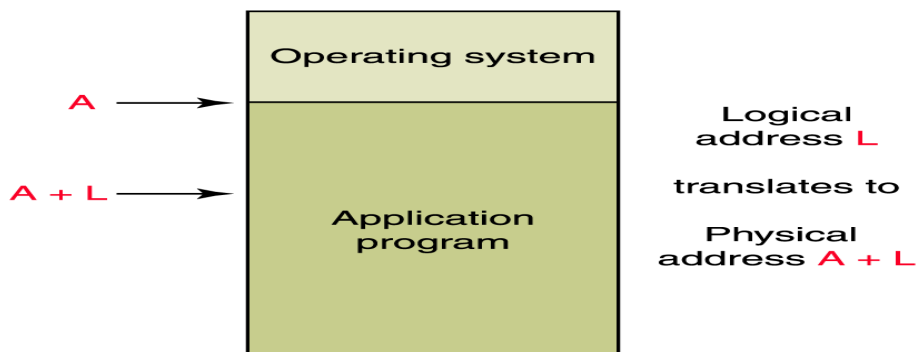 Operating system
A
A + L
Application
program
Logical
address L
translates to
Physical
address A + L